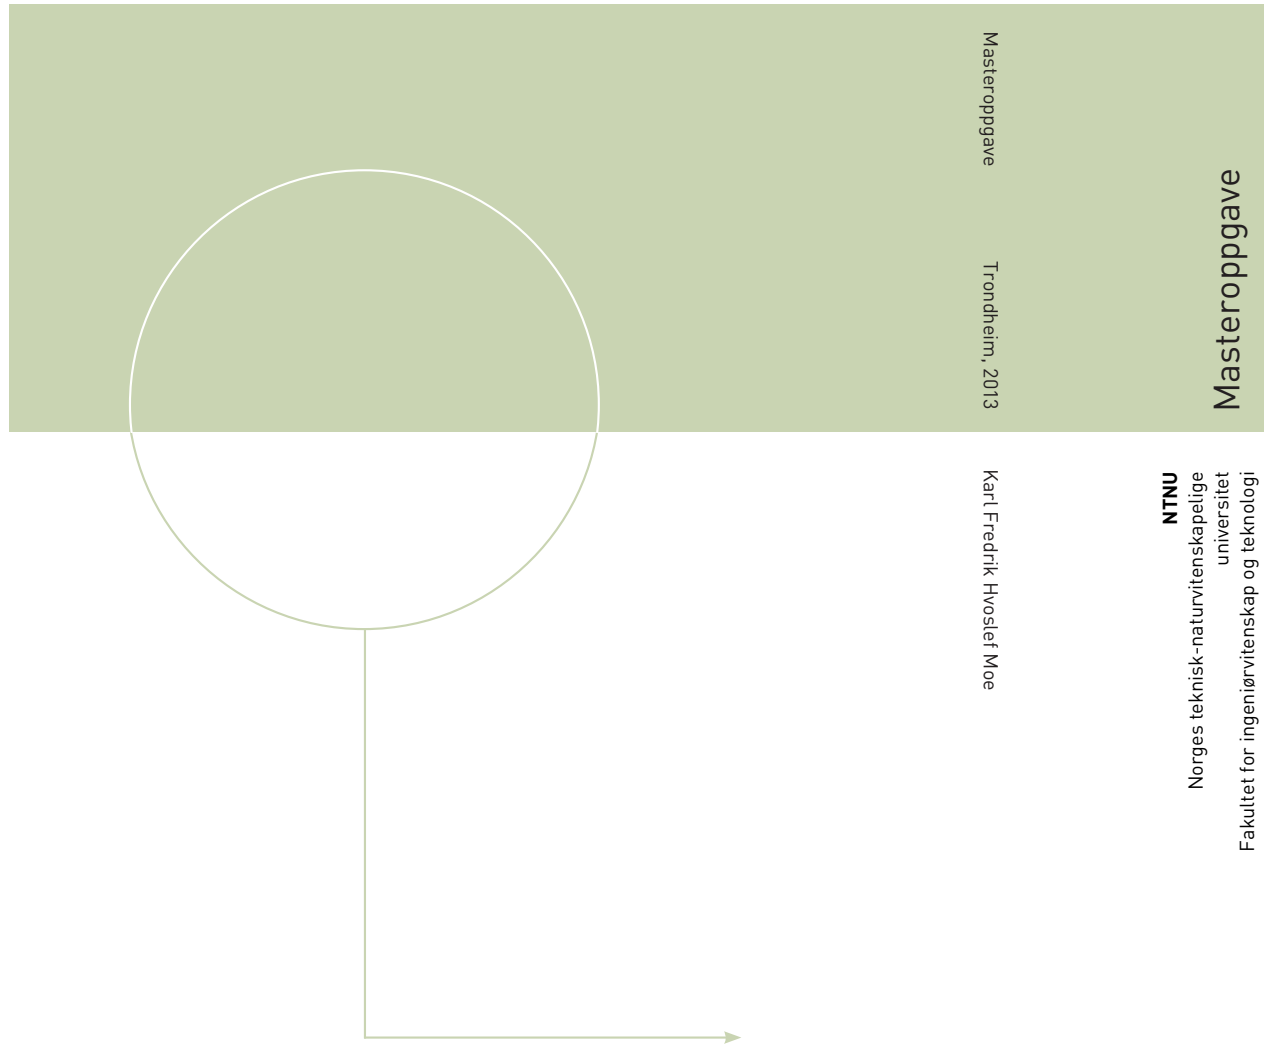 Masteroppgave
Trondheim, 2013
Karl Fredrik Hvoslef Moe
Masteroppgave
NTNU
Norges teknisk-naturvitenskapelige
universitet
Fakultet for ingeniørvitenskap og teknologi